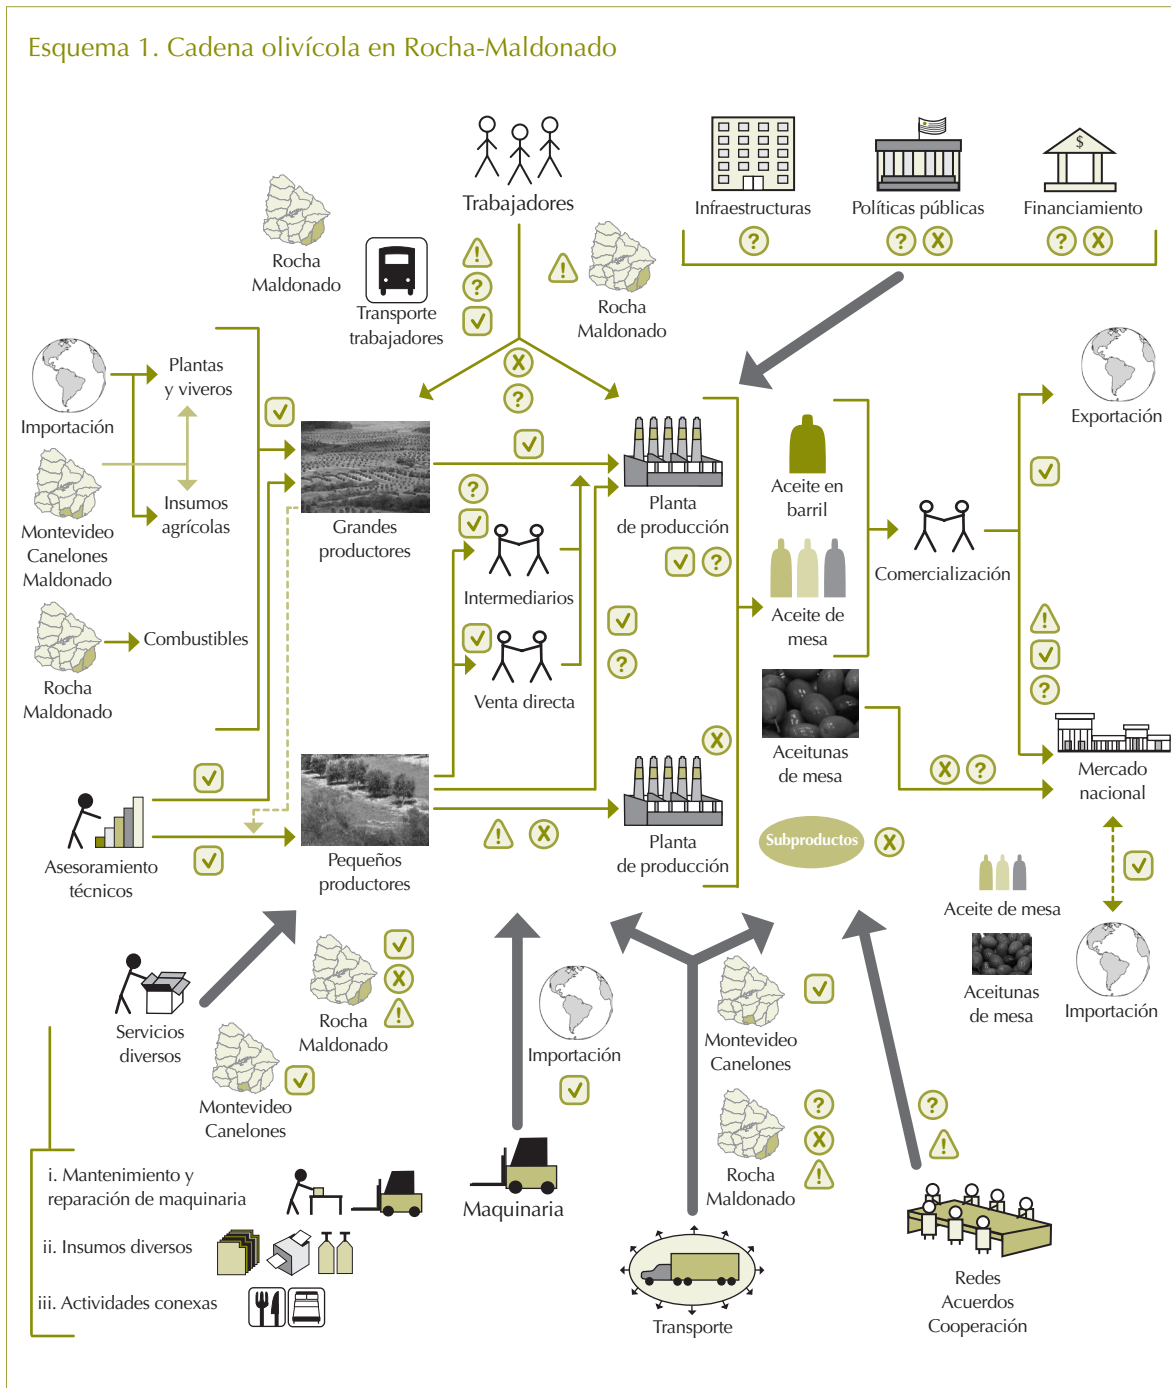 Esquema 1. Cadena olivícola en Rocha-Maldonado
Trabajadores
Infraestructuras
Políticas públicas
Financiamiento
$
?
?
X
?
X
Rocha
Maldonado
Transporte
trabajadores
!
?
!
Rocha
Maldonado
X
?
Importación
Plantas
y viveros
Montevideo
Canelones
Maldonado
Insumos
agrícolas
Rocha
Maldonado
Combustibles
Grandes
productores
?
Intermediarios
Venta directa
?
Planta
de producción
?
Aceite en
barril
Aceite de
mesa
Comercialización
Exportación
!
?
Mercado
nacional
Aceitunas
de mesa
X
?
X
Planta
de producción
Subproductos
X
Asesoramiento
técnicos
Pequeños
productores
!
X
Aceite de mesa
Aceitunas
de mesa
Importación
Servicios
diversos
Rocha
Maldonado
X
!
Montevideo
Canelones
Importación
Montevideo
Canelones
Rocha
Maldonado
?
X
!
?
!
i. Mantenimiento y
reparación de maquinaria
ii. Insumos diversos
iii. Actividades conexas
Maquinaria
Transporte
Redes
Acuerdos
Cooperación